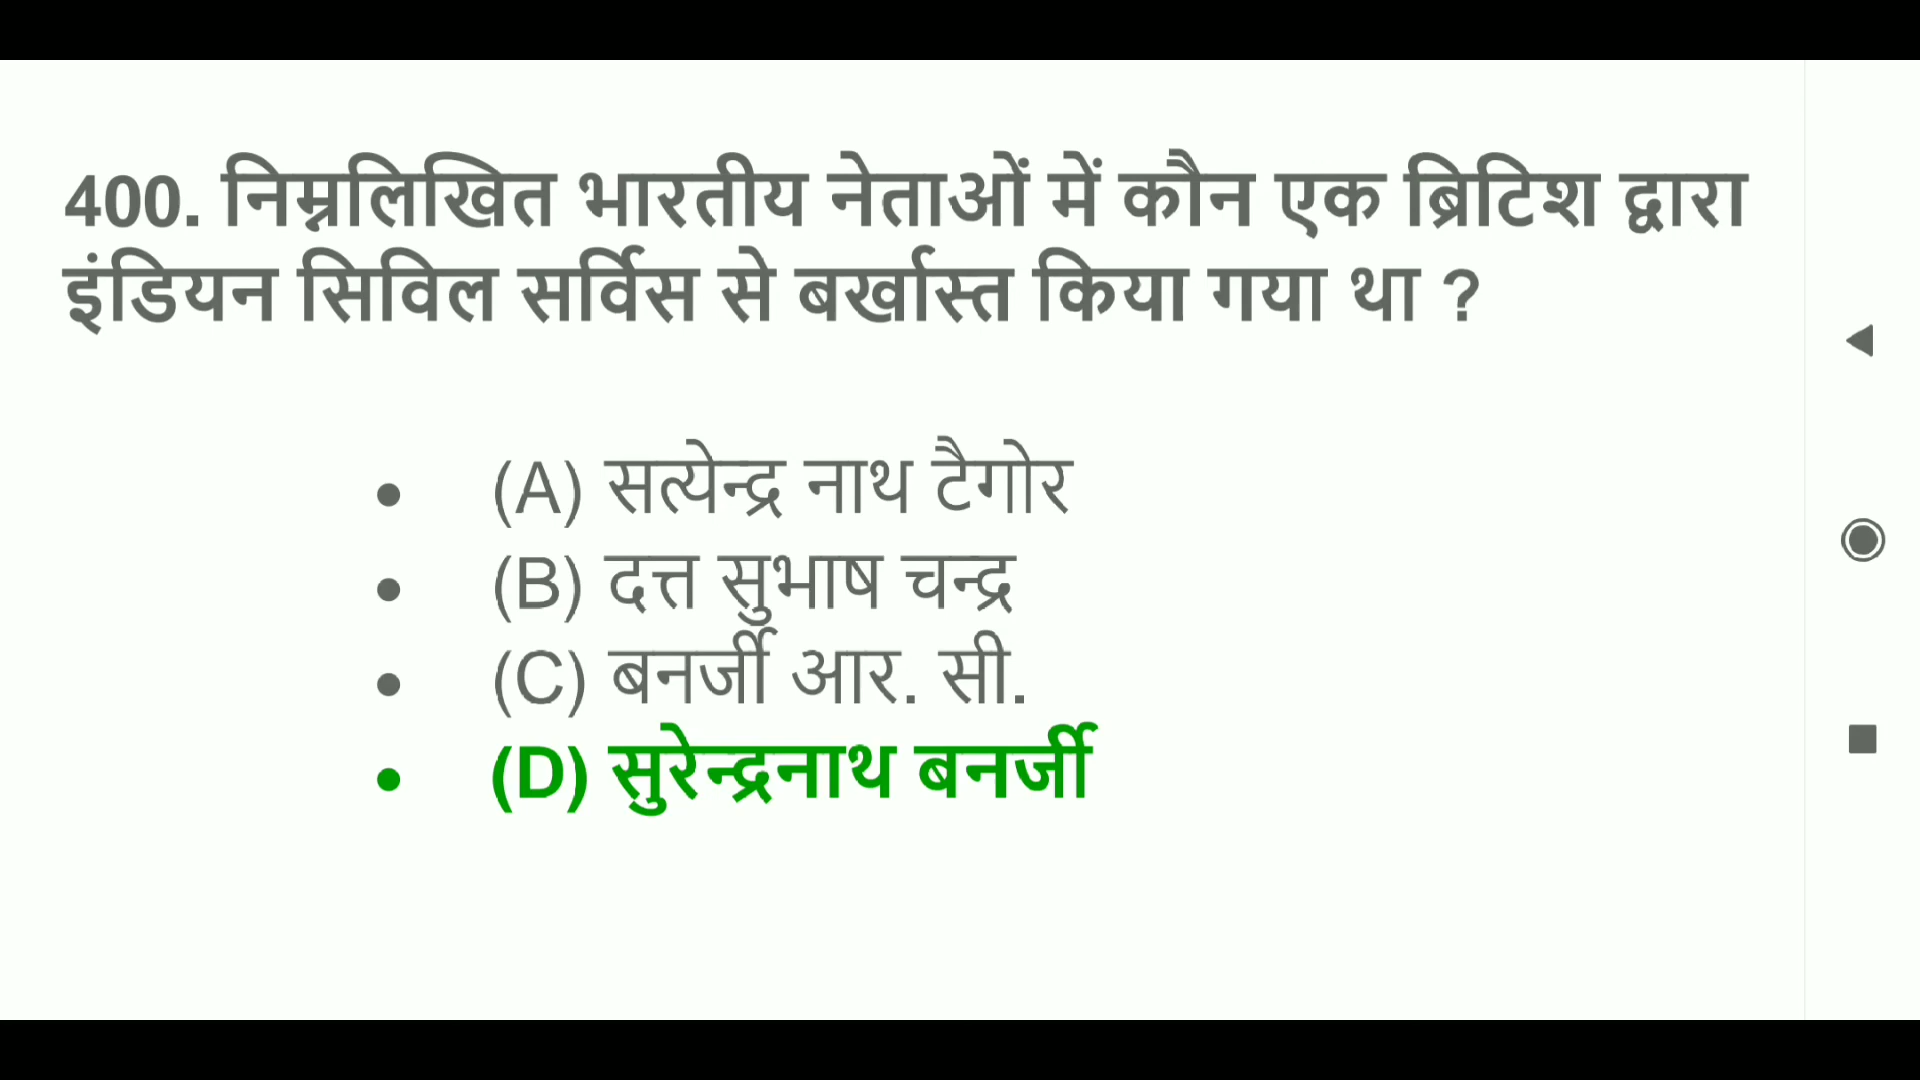 400. निम्नलिखित भारतीय नेताओं में कौन एक ब्रिटिश द्वारा
इंडियन सिविल सर्विस से बर्खास्त किया गया था ?
• (A) सत्येन्द्र नाथ टैगोर
• (B) दत्त सुभाष चन्द्र
• (C) बनर्जी आर. सी.
• (D) सुरेन्द्रनाथ बनर्जी